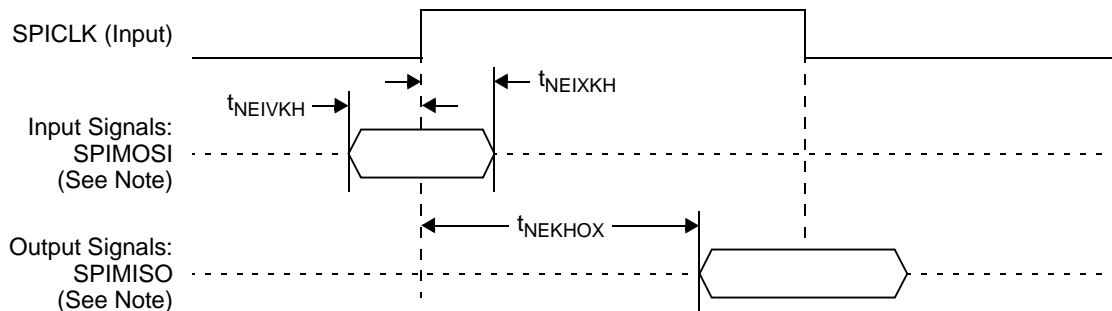 SPICLK (Input)
tNEIXKH
tNEIVKH
Input Signals:
SPIMOSI
(See Note)
tNEKHOX
Output Signals:
SPIMISO
(See Note)